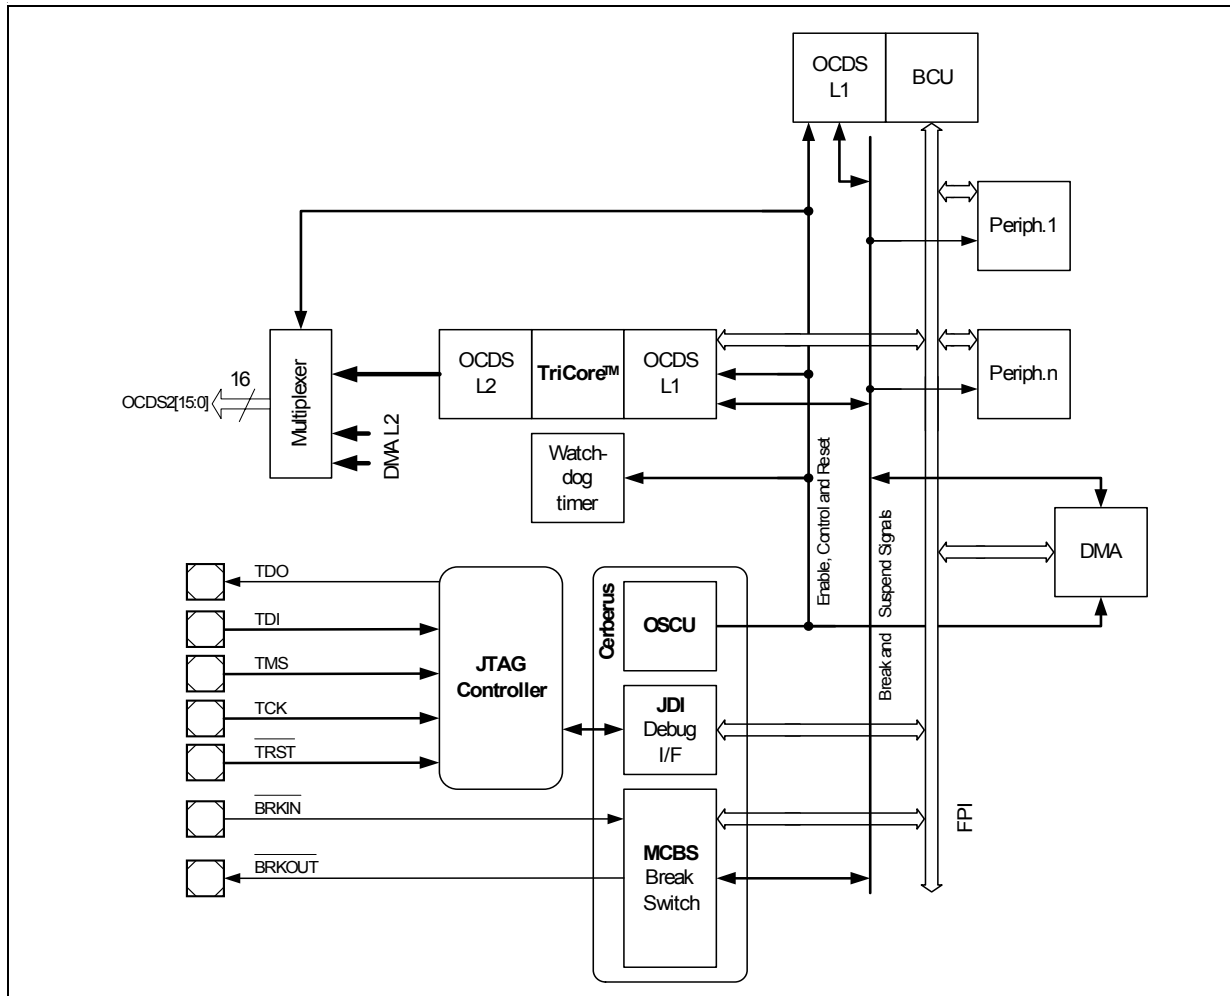 OCDS
L1
BCU
Periph.1
Multiplexer
16
OCDS2[15:0]
OCDS
L2
TriCore™
OCDS
L1
Periph.n
DMA L2
Watch-
dog
timer
Enable, Control and Reset
Break and Suspend Signals
DMA
TDO
TDI
TMS
TCK
TRST
BRKIN
BRKOUT
JTAG
Controller
Cerberus
OSCU
JDI
Debug
I/F
MCBS
Break
Switch
FPI